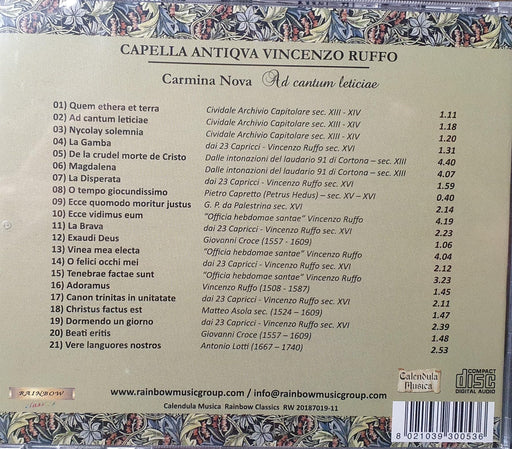 CAPELLA ANTIQVA VINCENZO RUFFO
Carmina Nova Ad cantum leticiae
01) Quem ethera et terra Cividale Archivio Capitolare sec. XIII - XIV 1.11
02) Ad cantum leticiae Cividale Archivio Capitolare sec. XIII - XIV 1.18
03) Nycolay solemnia Cividale Archivio Capitolare sec. XIII - XIV 1.20
04) La Gamba dai 23 Capricci - Vincenzo Ruffo sec. XVI 1.31
05) De la crudel morte de Cristo Dalle intonazioni del laudario 91 di Cortona – sec. XIII 4.40
06) Magdalena Dalle intonazioni del laudario 91 di Cortona – sec. XIII 4.07
07) La Disperata dai 23 Capricci - Vincenzo Ruffo sec. XVI 1.59
08) O tempo giocundissimo Pietro Capretto (Petrus Hedus) – sec. XV – XVI 0.40
09) Ecce quomodo moritur justus G. P. da Palestrina sec. XVI 2.14
10) Ecce vidimus eum "Officia hebdomae santae" Vincenzo Ruffo 4.19
11) La Brava dai 23 Capricci - Vincenzo Ruffo sec. XVI 2.23
12) Exaudi Deus Giovanni Croce (1557 - 1609) 1.06
13) Vinea mea electa "Officia hebdomae santae" Vincenzo Ruffo 4.04
14) O felici occhi mei dai 23 Capricci - Vincenzo Ruffo sec. XVI 2.12
15) Tenebrae factae sunt "Officia hebdomae santae" Vincenzo Ruffo 3.23
16) Adoramus Vincenzo Ruffo (1508 - 1587) 1.45
17) Canon trinitas in unitatate dai 23 Capricci - Vincenzo Ruffo sec. XVI 2.11
18) Christus factus est Matteo Asola sec. (1524 – 1609) 1.47
19) Dormendo un giorno dai 23 Capricci - Vincenzo Ruffo sec. XVI 2.39
20) Beati eritis Giovanni Croce (1557 – 1609) 1.48
21) Vere languores nostros Antonio Lotti (1667 – 1740) 2.53
RAINBOW
classics
www.rainbowmusicgroup.com / info@rainbowmusicgroup.com
Calendula Musica Rainbow Classics RW 20187019-11
Calendula
Musica
COMPACT
disc
DIGITAL AUDIO
8 021039 300536